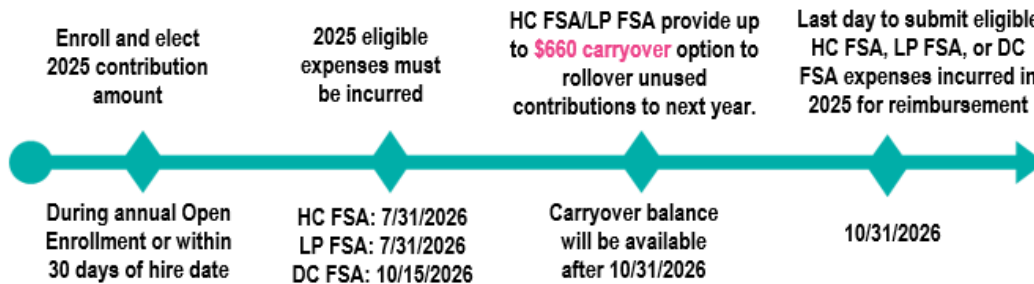 Enroll and elect
2025 contribution
amount
2025 eligible
expenses must
be incurred
HC FSA/LP FSA provide up
to $660 carryover option to
rollover unused
contributions to next year.
Last day to submit eligible
HC FSA, LP FSA, or DC
FSA expenses incurred in
2025 for reimbursement
During annual Open
Enrollment or within
30 days of hire date
HC FSA: 7/31/2026
LP FSA: 7/31/2026
DC FSA: 10/15/2026
Carryover balance
will be available
after 10/31/2026
10/31/2026